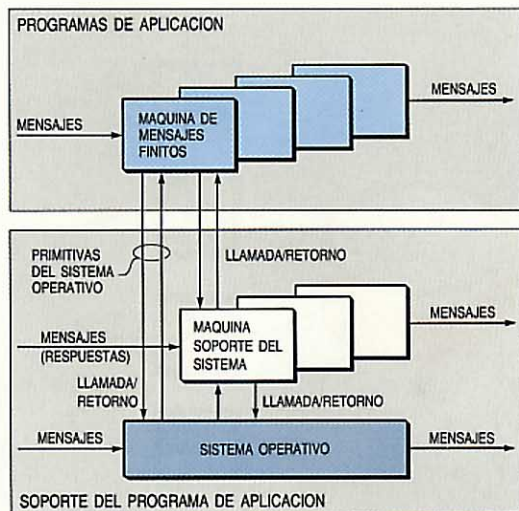 PROGRAMAS DE APLICACION
MENSAJES
MENSAJES
MAQUINA DE
MENSAJES
FINITOS
PRIMITIVAS
DEL SISTEMA
OPERATIVO
LLAMADA/RETORNO
MENSAJES
(RESPUESTAS)
MAQUINA
SOPORTE DEL
SISTEMA
MENSAJES
LLAMADA/
RETORNO
LLAMADA/RETORNO
MENSAJES
SISTEMA OPERATIVO
MENSAJES
SOPORTE DEL PROGRAMA DE APLICACION